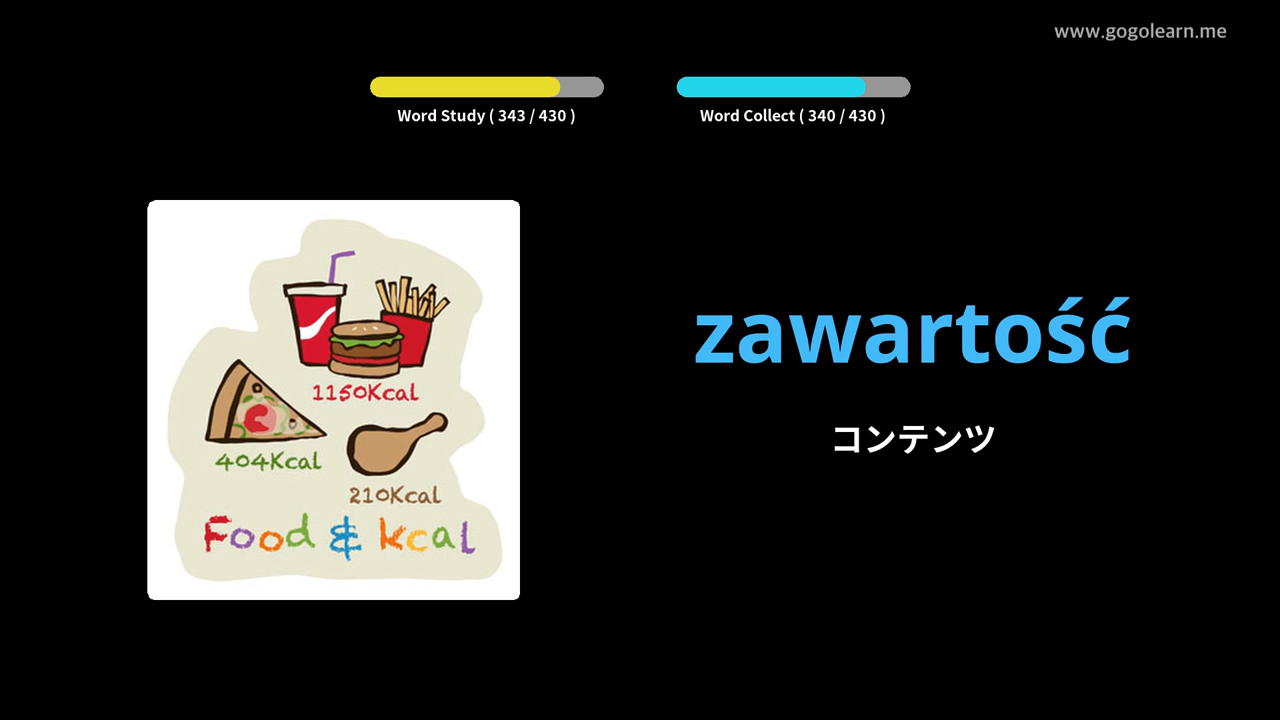 www.gogolearn.me
Word Study ( 343 / 430 )
Word Collect ( 340 / 430 )
1150Kcal
404Kcal
210Kcal
Food & kcal
zawartość
コンテンツ